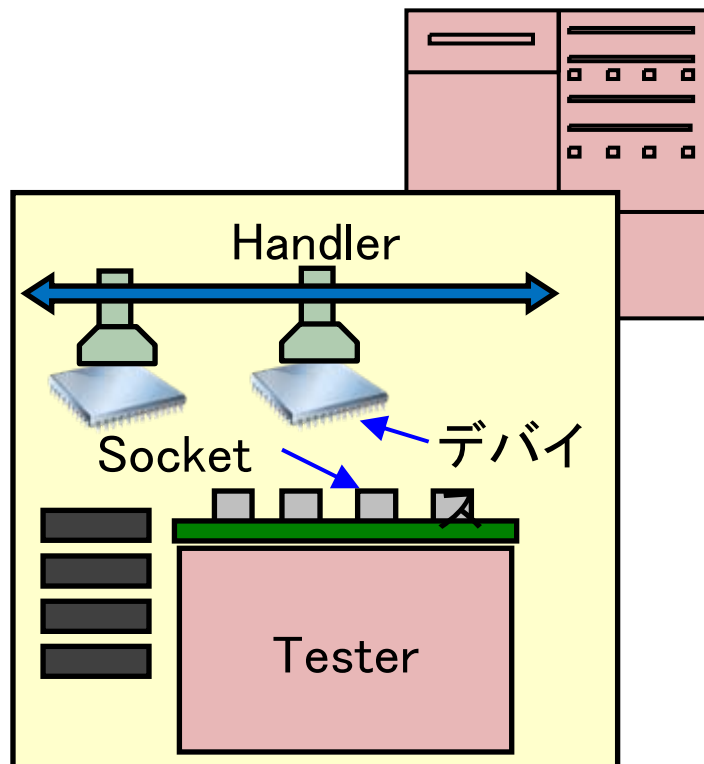 Handler
デバイ
ス
Socket
Tester